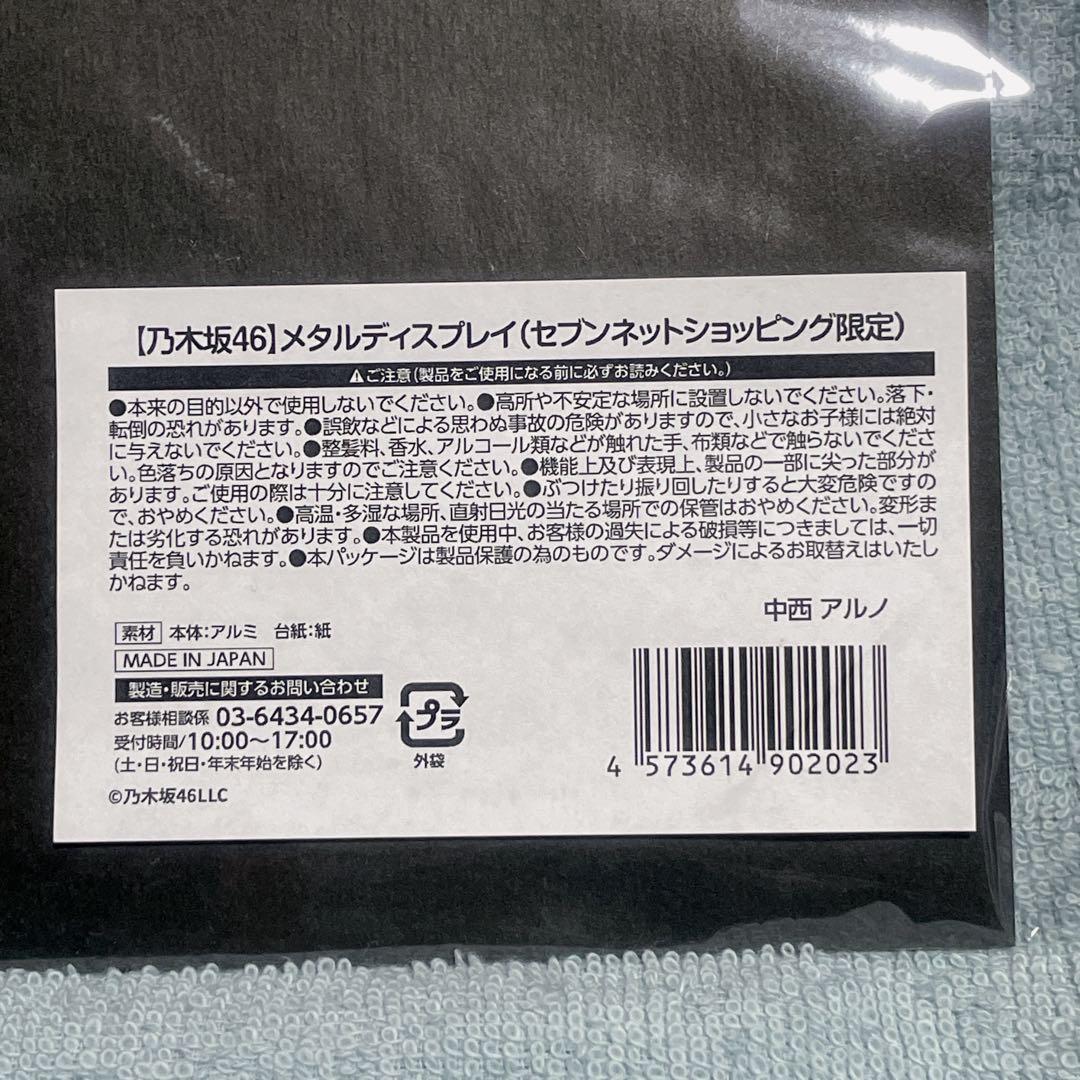 【乃木坂46】メタルディスプレイ(セブンネットショッピング限定)
⚠ご注意(製品をご使用になる前に必ずお読みください。)
●本来の目的以外で使用しないでください。●高所や不安定な場所に設置しないでください。落下・
転倒の恐れがあります。●誤飲などによる思わぬ事故の危険がありますので、小さなお子様には絶対
に与えないでください。●整髪料、香水、アルコール類などが触れた手、布類などで触らないでくださ
い。色落ちの原因となりますのでご注意ください。●機能上及び表現上、製品の一部に尖った部分が
あります。ご使用の際は十分に注意してください。●ぶつけたり振り回したりすると大変危険ですの
で、おやめください。●高温・多湿な場所、直射日光の当たる場所での保管はおやめください。変形ま
たは劣化する恐れがあります。●本製品を使用中、お客様の過失による破損等につきましては、一切
責任を負いかねます。●本パッケージは製品保護の為のものです。ダメージによるお取替えはいたし
かねます。
中西 アルノ
素材 本体:アルミ 台紙:紙
MADE IN JAPAN
製造・販売に関するお問い合わせ
お客様相談係 03-6434-0657
受付時間/10:00〜17:00
(土・日・祝日・年末年始を除く)
©乃木坂46LLC
プラ
外袋
4 573614 902023